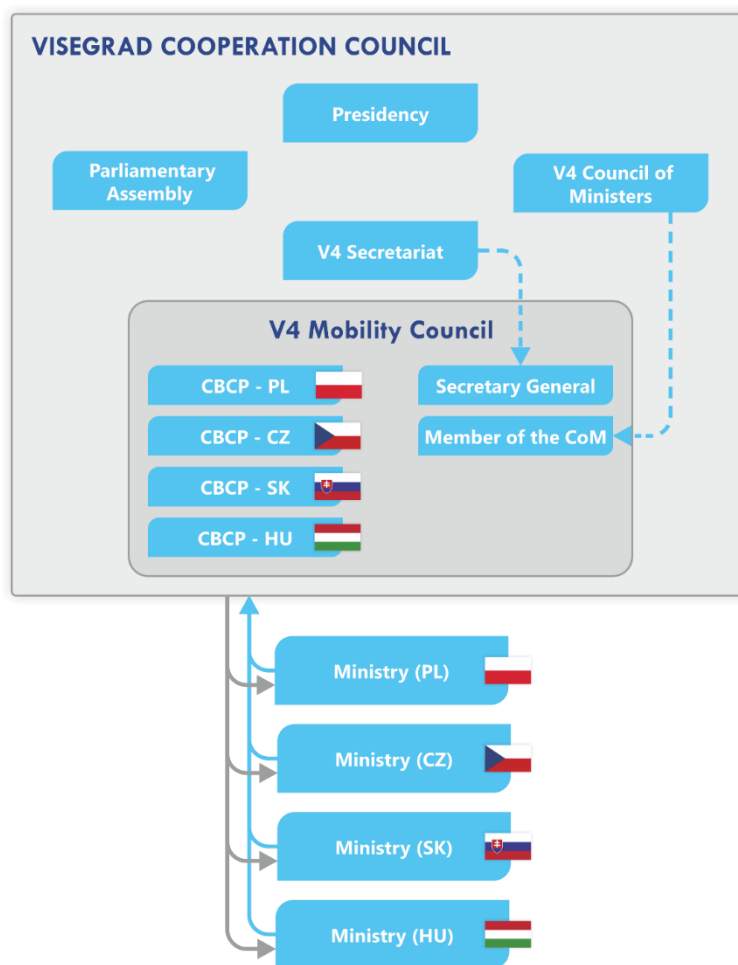 VISEGRAD COOPERATION COUNCIL
Presidency
Parliamentary
Assembly
V4 Council of
Ministers
V4 Secretariat
V4 Mobility Council
CBCP - PL
Secretary General
CBCP - CZ
Member of the CoM
CBCP - SK
CBCP - HU
Ministry (PL)
Ministry (CZ)
Ministry (SK)
Ministry (HU)